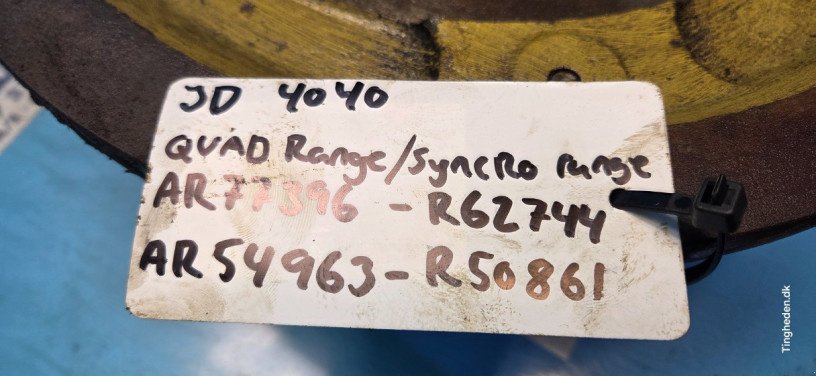 JD 4040
QUAD Range/Syncro range
AR77396 - R62744
AR54963 - R50861
Tingheden.dk